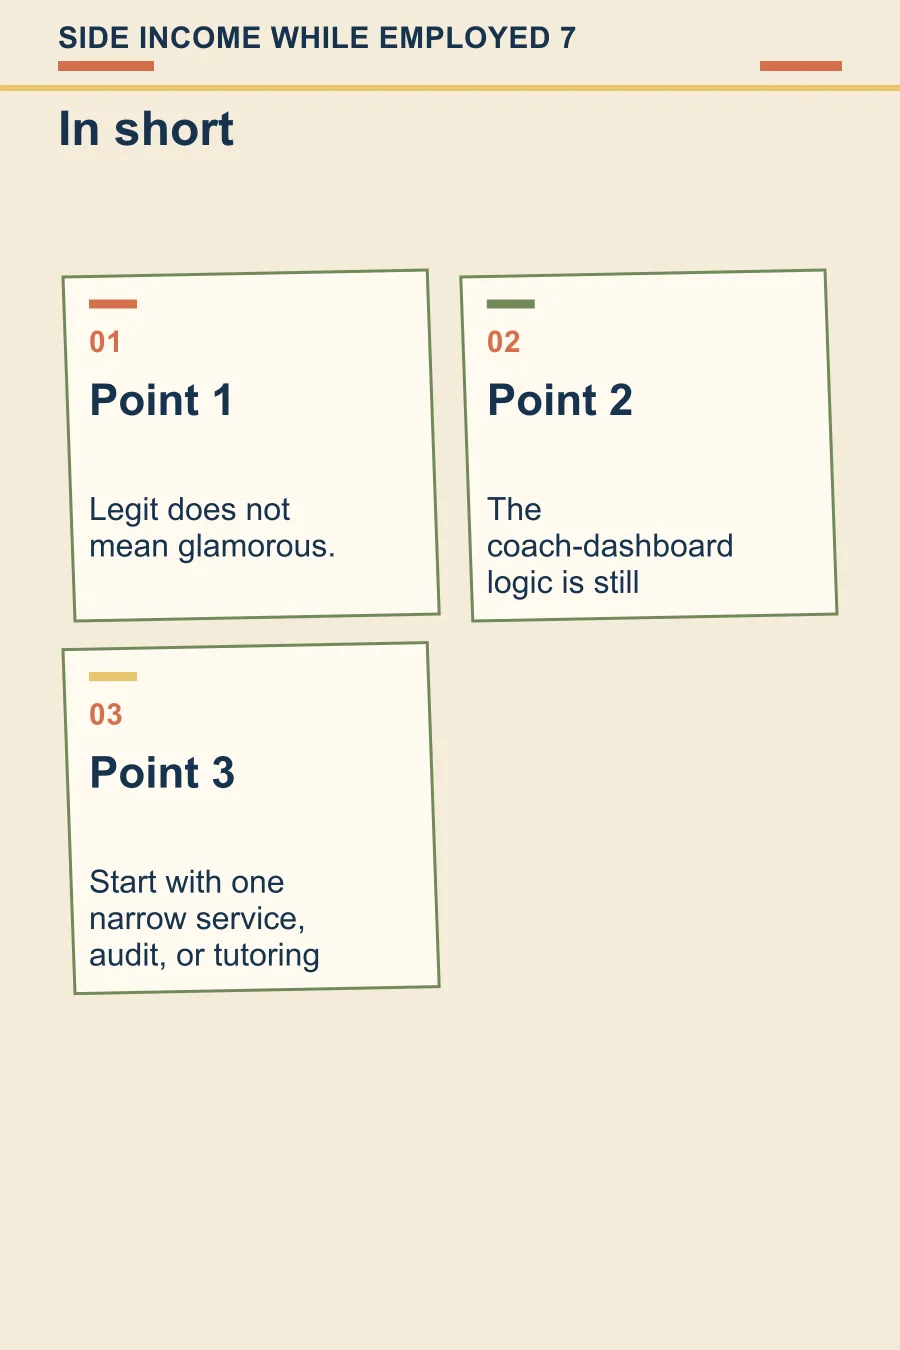 SIDE INCOME WHILE EMPLOYED 7
In short
01
Point 1
Legit does not
mean glamorous.
02
Point 2
The
coach-dashboard
logic is still
03
Point 3
Start with one
narrow service,
audit, or tutoring